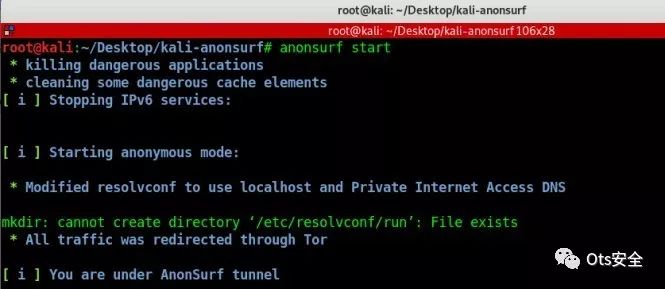 root@kali: ~/Desktop/kali-anonsurf
root@kali: ~/Desktop/kali-anonsurf 106x28
root@kali:~/Desktop/kali-anonsurf# anonsurf start
* killing dangerous applications
* cleaning some dangerous cache elements
[ i ] Stopping IPv6 services:
[ i ] Starting anonymous mode:
* Modified resolvconf to use localhost and Private Internet Access DNS
mkdir: cannot create directory ‘/etc/resolvconf/run’: File exists
* All traffic was redirected through Tor
[ i ] You are under AnonSurf tunnel
Ots安全